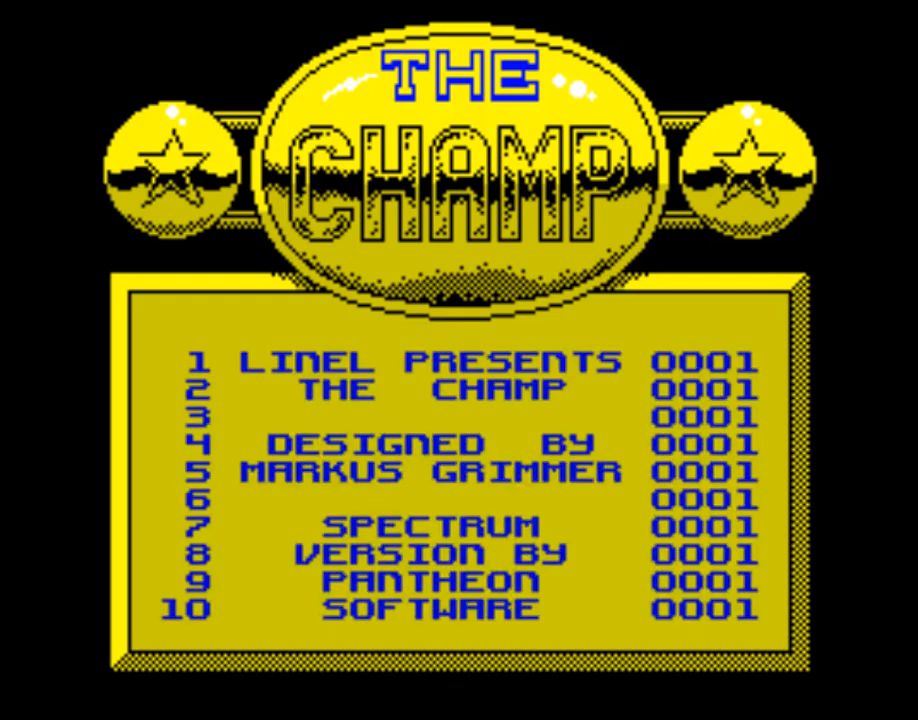 THE
CHAMP
1 LINEL PRESENTS 0001
2 THE CHAMP 0001
3 0001
4 DESIGNED BY 0001
5 MARKUS GRIMMER 0001
6 0001
7 SPECTRUM 0001
8 VERSION BY 0001
9 PANTHEON 0001
10 SOFTWARE 0001